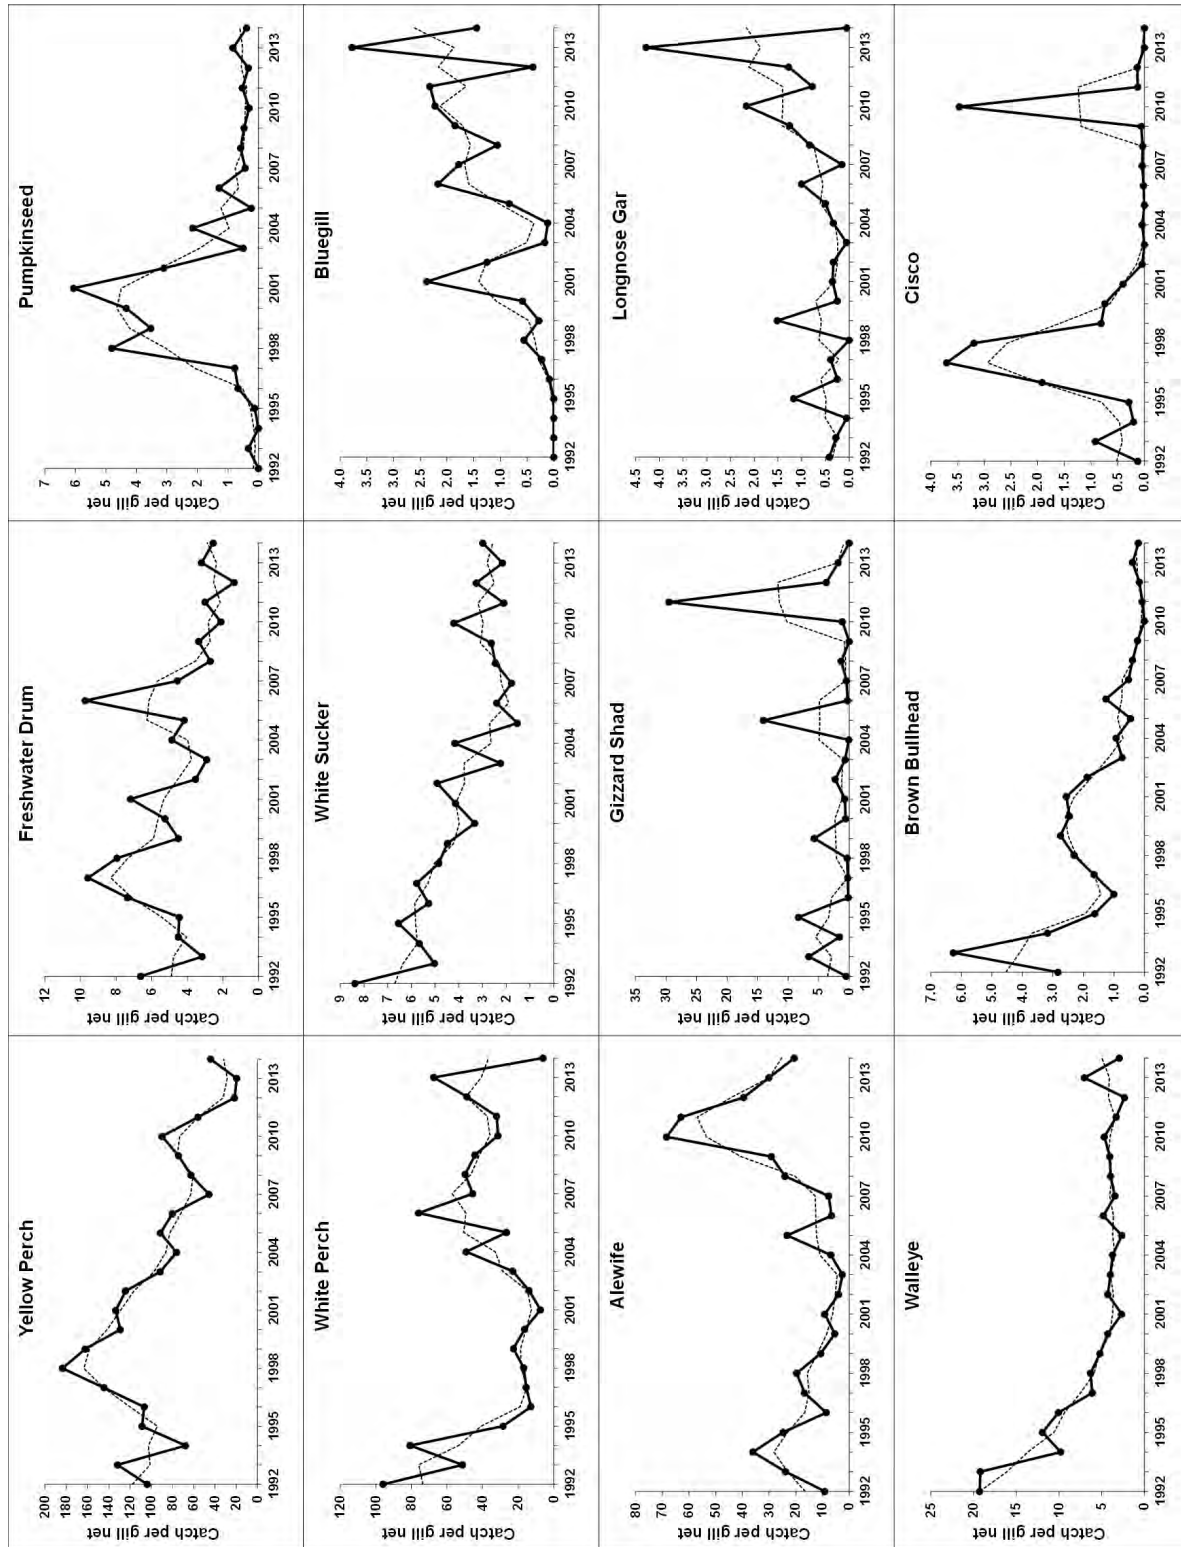 Yellow Perch
Catch per gill net
200
180
160
140
120
100
80
60
40
20
0
1992 1995 1998 2001 2004 2007 2010 2013
Freshwater Drum
Catch per gill net
12
10
8
6
4
2
0
1992 1995 1998 2001 2004 2007 2010 2013
Pumpkinseed
Catch per gill net
7
6
5
4
3
2
1
0
1992 1995 1998 2001 2004 2007 2010 2013
White Perch
Catch per gill net
120
100
80
60
40
20
0
1992 1995 1998 2001 2004 2007 2010 2013
White Sucker
Catch per gill net
9
8
7
6
5
4
3
2
1
0
1992 1995 1998 2001 2004 2007 2010 2013
Bluegill
Catch per gill net
4.0
3.5
3.0
2.5
2.0
1.5
1.0
0.5
0.0
1992 1995 1998 2001 2004 2007 2010 2013
Alewife
Catch per gill net
80
70
60
50
40
30
20
10
0
1992 1995 1998 2001 2004 2007 2010 2013
Gizzard Shad
Catch per gill net
35
30
25
20
15
10
5
0
1992 1995 1998 2001 2004 2007 2010 2013
Longnose Gar
Catch per gill net
4.5
4.0
3.5
3.0
2.5
2.0
1.5
1.0
0.5
0.0
1992 1995 1998 2001 2004 2007 2010 2013
Walleye
Catch per gill net
25
20
15
10
5
0
1992 1995 1998 2001 2004 2007 2010 2013
Brown Bullhead
Catch per gill net
7.0
6.0
5.0
4.0
3.0
2.0
1.0
0.0
1992 1995 1998 2001 2004 2007 2010 2013
Cisco
Catch per gill net
4.0
3.5
3.0
2.5
2.0
1.5
1.0
0.5
0.0
1992 1995 1998 2001 2004 2007 2010 2013